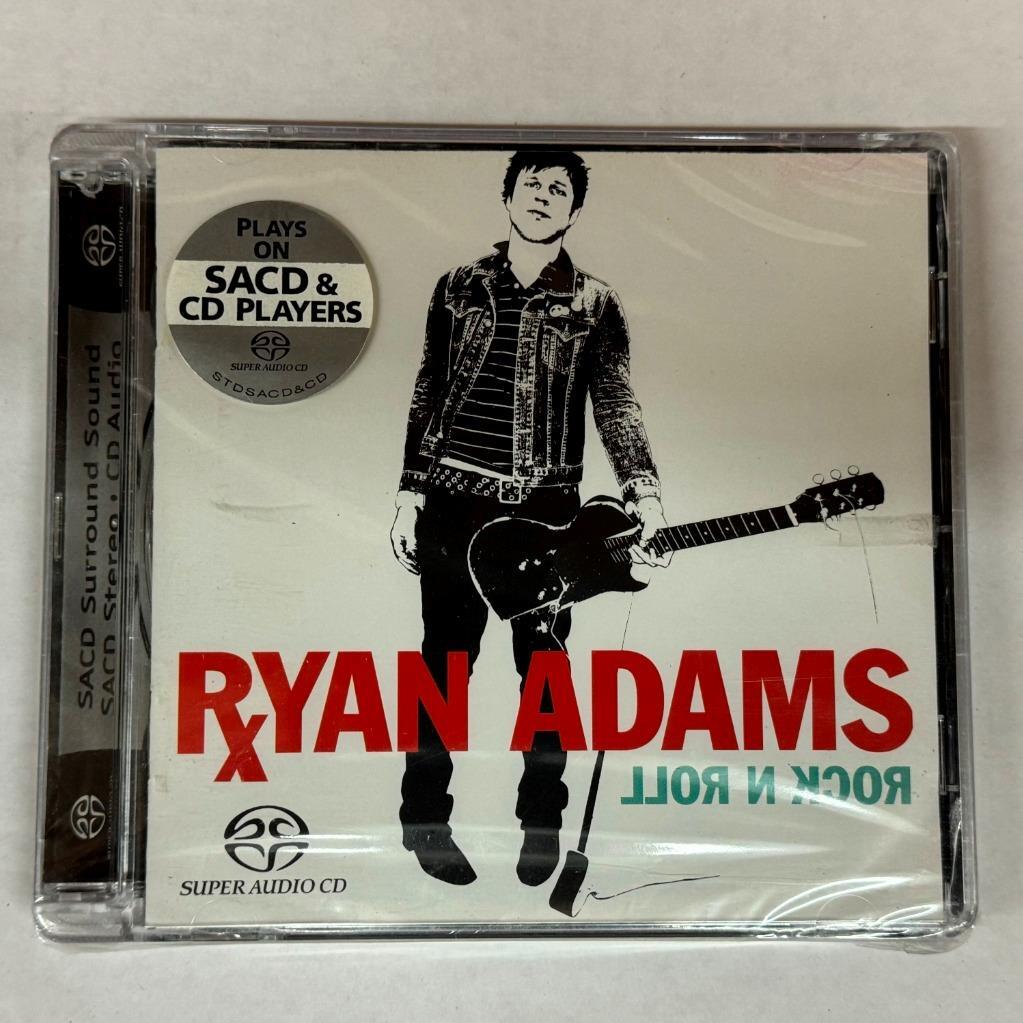 PLAYS
ON
SACD &
CD PLAYERS
SUPER AUDIO CD
STDSACD&CD
SACD Surround Sound
SACD Stereo • CD Audio
RxYAN ADAMS
ROCK N ROLL
SUPER AUDIO CD